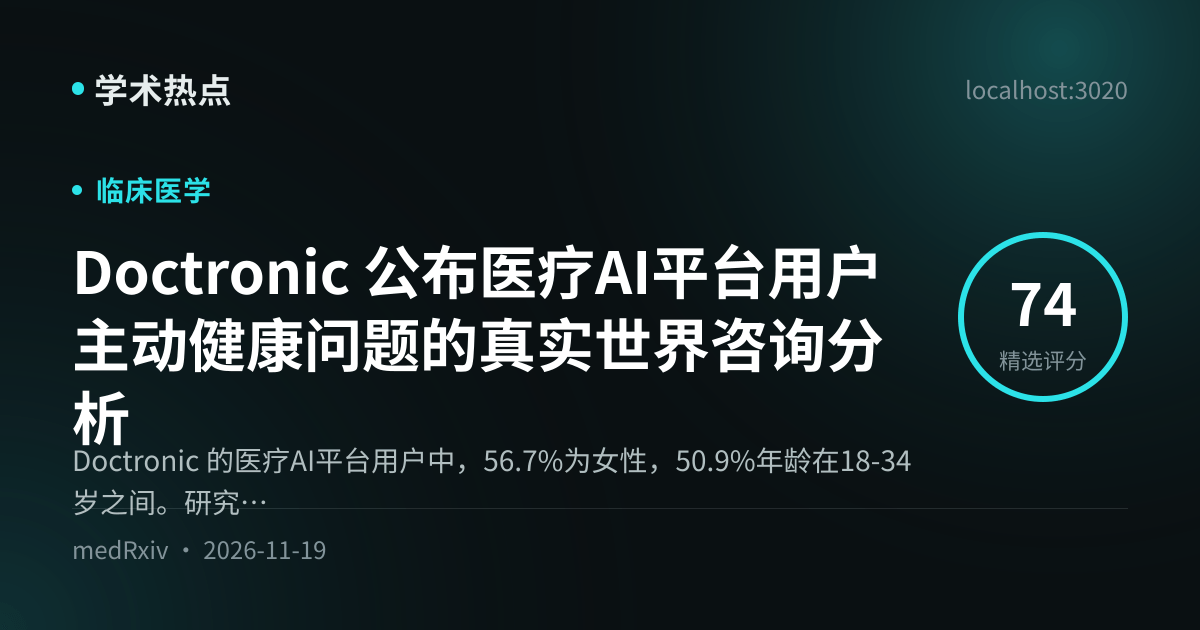 学术热点
localhost:3020
临床医学
Doctronic 公布医疗AI平台用户
主动健康问题的真实世界咨询分
析
74
精选评分
Doctronic 的医疗AI平台用户中，56.7%为女性，50.9%年龄在18-34
岁之间。研究…
medRxiv · 2026-11-19